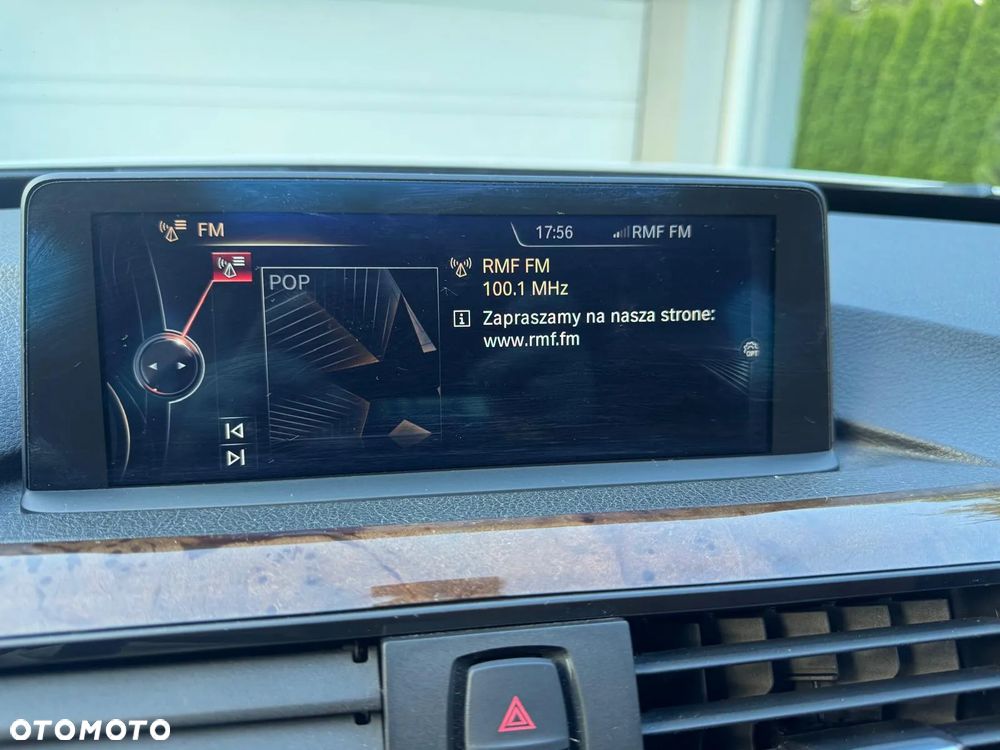 FM
17:56
RMF FM
POP
RMF FM
100.1 MHz
Zapraszamy na nasza strone:
www.rmf.fm
OPT
OTOMOTO